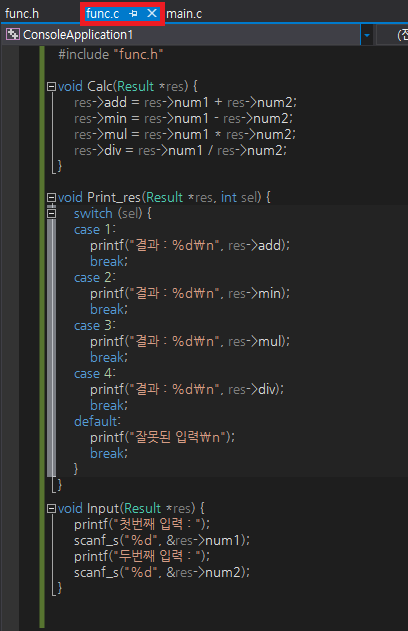 func.h func.c main.c
ConsoleApplication1 (전
#include "func.h"
void Calc(Result *res) {
res->add = res->num1 + res->num2;
res->min = res->num1 - res->num2;
res->mul = res->num1 * res->num2;
res->div = res->num1 / res->num2;
}
void Print_res(Result *res, int sel) {
switch (sel) {
case 1:
printf("결과 : %d₩n", res->add);
break;
case 2:
printf("결과 : %d₩n", res->min);
break;
case 3:
printf("결과 : %d₩n", res->mul);
break;
case 4:
printf("결과 : %d₩n", res->div);
break;
default:
printf("잘못된 입력₩n");
break;
}
}
void Input(Result *res) {
printf("첫번째 입력 : ");
scanf_s("%d", &res->num1);
printf("두번째 입력 : ");
scanf_s("%d", &res->num2);
}